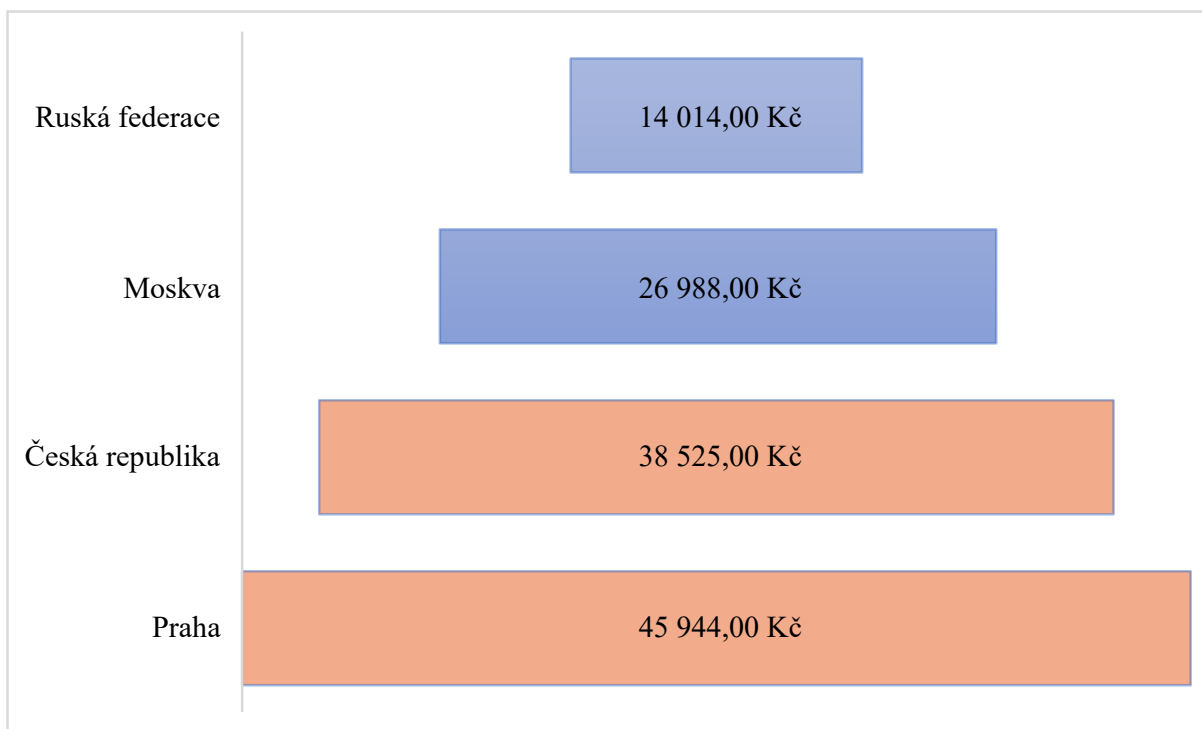 Ruská federace
14 014,00 Kč
Moskva
26 988,00 Kč
Česká republika
38 525,00 Kč
Praha
45 944,00 Kč